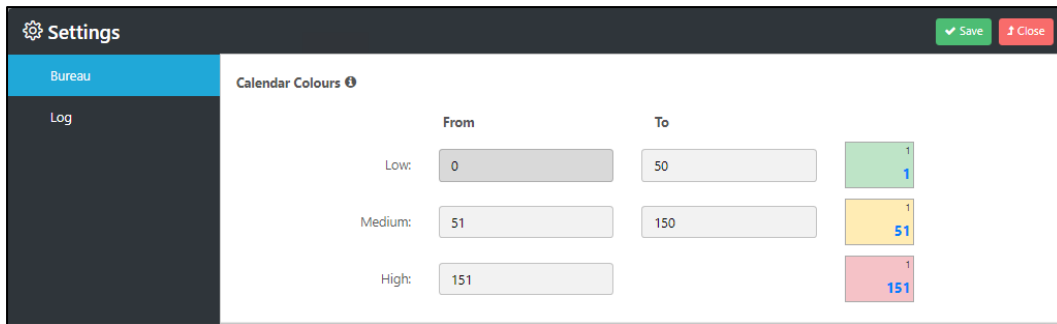 Settings
Save
Close
Bureau
Log
Calendar Colours
From To
Low: 0 50 1 1
Medium: 51 150 1 51
High: 151 1 151